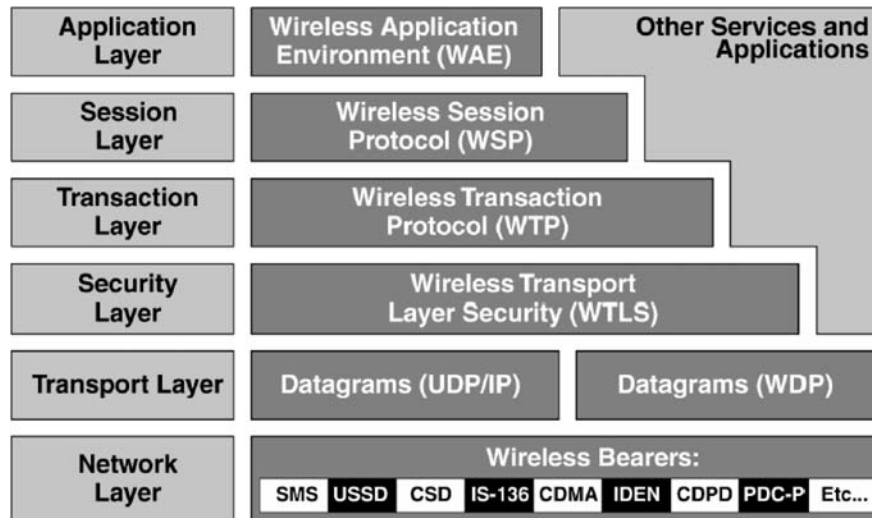 Application
Layer
Wireless Application
Environment (WAE)
Other Services and
Applications
Session
Layer
Wireless Session
Protocol (WSP)
Transaction
Layer
Wireless Transaction
Protocol (WTP)
Security
Layer
Wireless Transport
Layer Security (WTLS)
Transport Layer
Datagrams (UDP/IP)
Datagrams (WDP)
Network
Layer
Wireless Bearers:
SMS USSD CSD IS-136 CDMA IDEN CDPD PDC-P Etc...